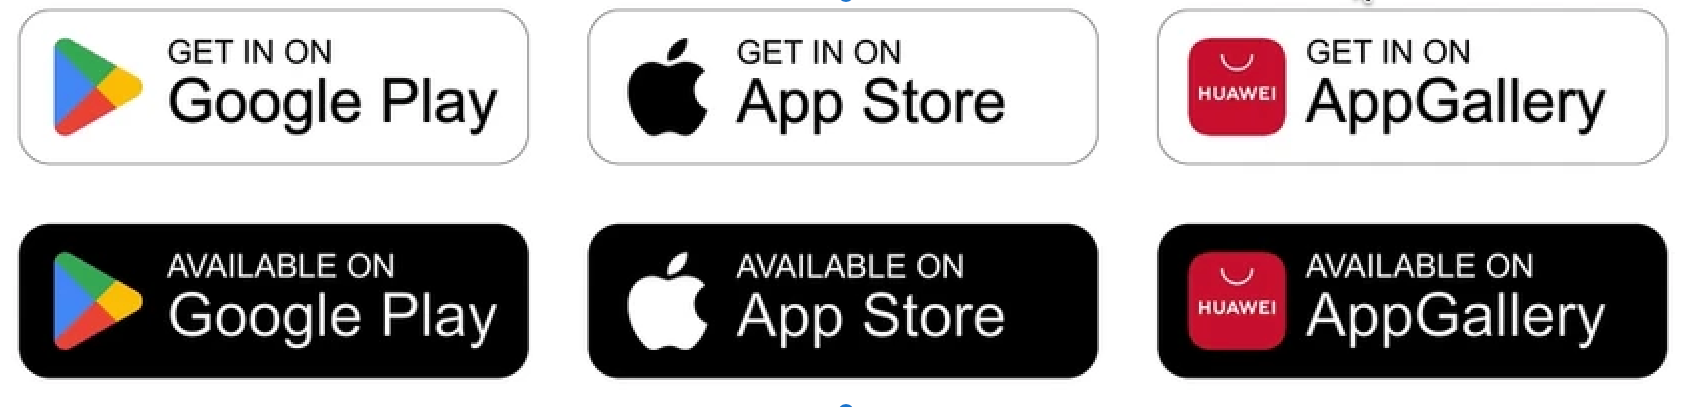 GET IN ON
Google Play
GET IN ON
App Store
HUAWEI
GET IN ON
AppGallery
AVAILABLE ON
Google Play
AVAILABLE ON
App Store
HUAWEI
AVAILABLE ON
AppGallery